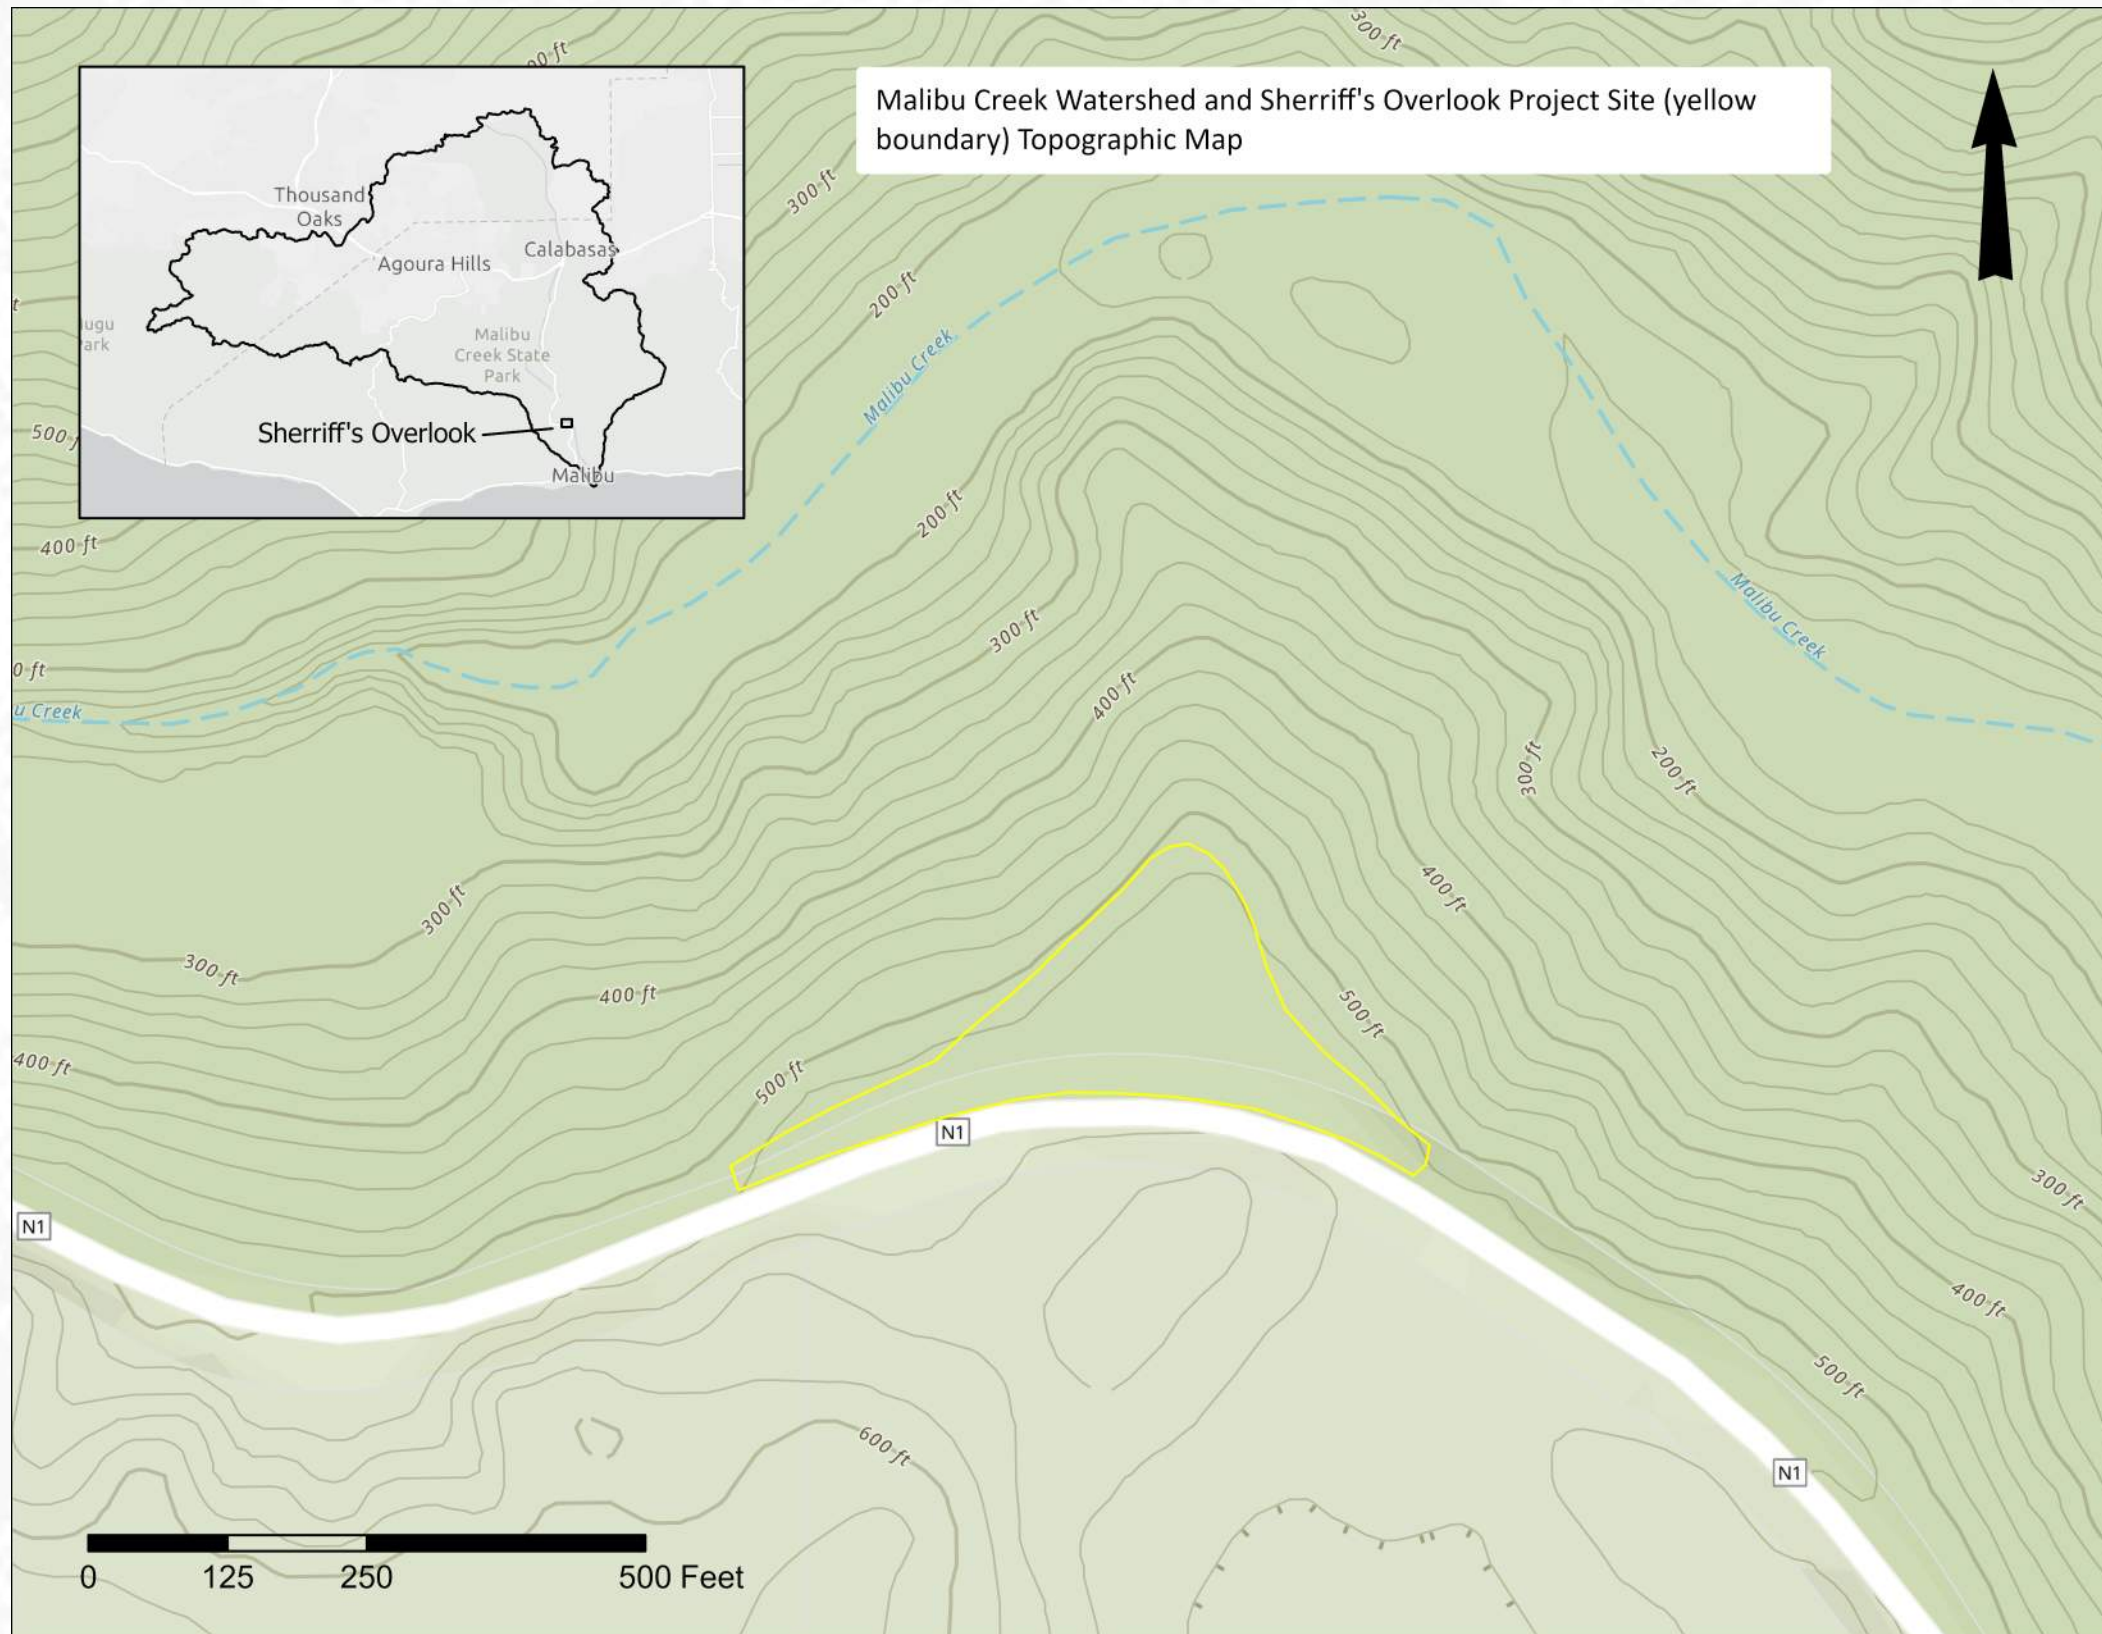 300 ft
Malibu Creek Watershed and Sherriff's Overlook Project Site (yellow
boundary) Topographic Map
Thousand
Oaks
Agoura Hills
Calabasas
Malibu
Creek State
Park
Sherriff's Overlook
Malibu
300 ft
200 ft
Malibu Creek
500 f
400 ft
200 ft
300 ft
400 ft
0 ft
u Creek
Malibu Creek
300 ft
200 ft
300 ft
400 ft
300 ft
400 ft
500 ft
400 ft
500 ft
N1
N1
300 ft
400 ft
500 ft
600 ft
N1
0 125 250 500 Feet